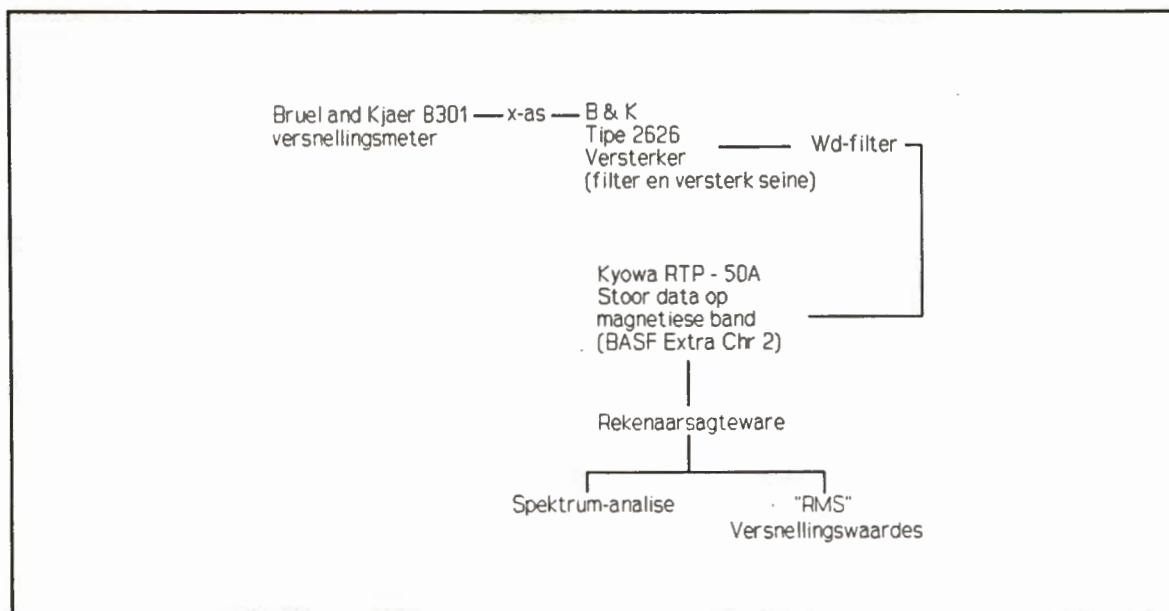 Bruel and Kjaer 8301 — x-as — B & K
versnellingsmeter
Tipe 2626
Versterker
(filter en versterk seine)
Wd-filter
Kyowa RTP - 50A
Stoor data op
magnetiese band
(BASF Extra Chr 2)
Rekenaarsagteware
Spektrum-analise
"RMS"
Versnellingswaardes